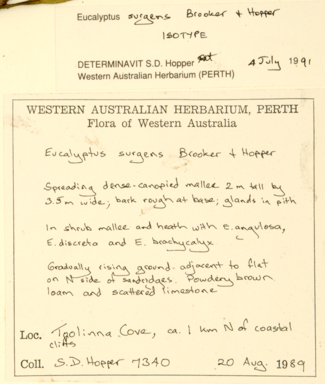 Eucalyptus surgens Brooker & Hopper
ISOTYPE
DETERMINAVIT S.D. Hopper 4 July 1991
Western Australian Herbarium (PERTH)
WESTERN AUSTRALIAN HERBARIUM, PERTH
Flora of Western Australia
Eucalyptus surgens Brooker & Hopper
Spreading dense-canopied mallee 2m tall by
3.5m wide; bark rough at base; glands in pith
In shrub mallee and heath with E. angulosa,
E. discreta and E. brachycalyx
Gradually rising ground adjacent to flat
on N side of sandridges. Powdery brown
loam and scattered limestone
Loc. Toolinna Cove, ca. 1 km N of coastal
cliffs
Coll. S.D. Hopper 7340 20 Aug. 1989